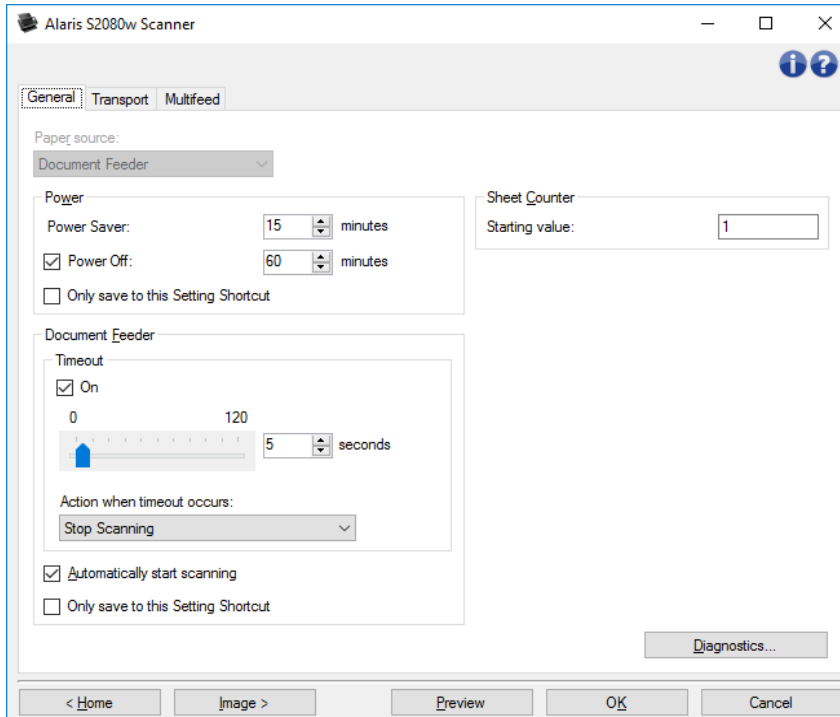 Alaris S2080w Scanner
General Transport Multifeed
Paper source:
Document Feeder
Power
Power Saver: 15 minutes
Power Off: 60 minutes
Only save to this Setting Shortcut
Sheet Counter
Starting value: 1
Document Feeder
Timeout
On
0 120
5 seconds
Action when timeout occurs:
Stop Scanning
Automatically start scanning
Only save to this Setting Shortcut
Diagnostics...
< Home Image > Preview OK Cancel